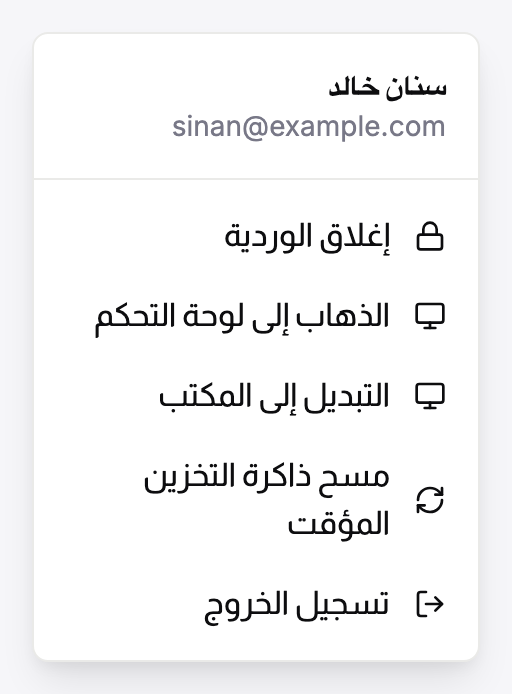 سنان خالد
sinan@example.com
إغلاق الوردية
الذهاب إلى لوحة التحكم
التبديل إلى المكتب
مسح ذاكرة التخزين
المؤقت
تسجيل الخروج